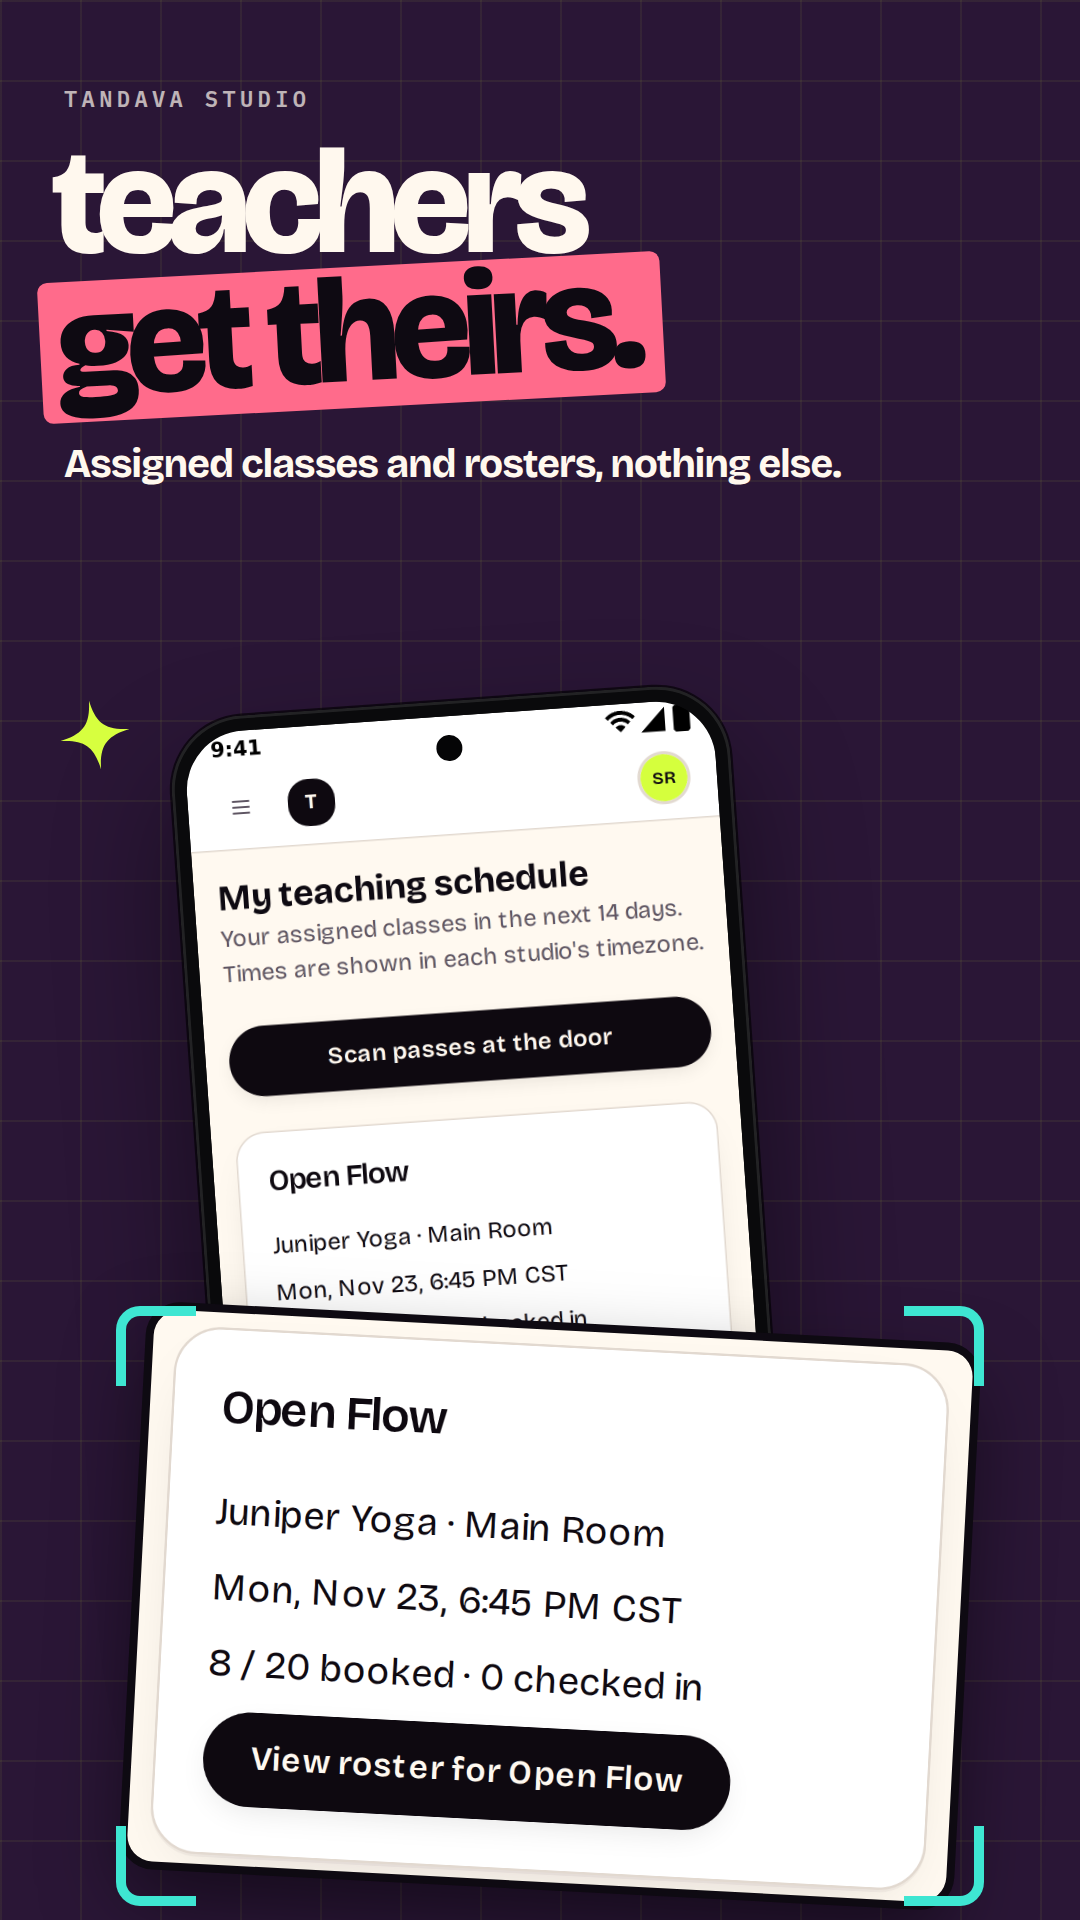 TANDAVA STUDIO
teachers
get theirs.
Assigned classes and rosters, nothing else.
9:41
T
SR
My teaching schedule
Your assigned classes in the next 14 days.
Times are shown in each studio's timezone.
Scan passes at the door
Open Flow
Juniper Yoga · Main Room
Mon, Nov 23, 6:45 PM CST
in
Open Flow
Juniper Yoga · Main Room
Mon, Nov 23, 6:45 PM CST
8 / 20 booked · 0 checked in
View roster for Open Flow